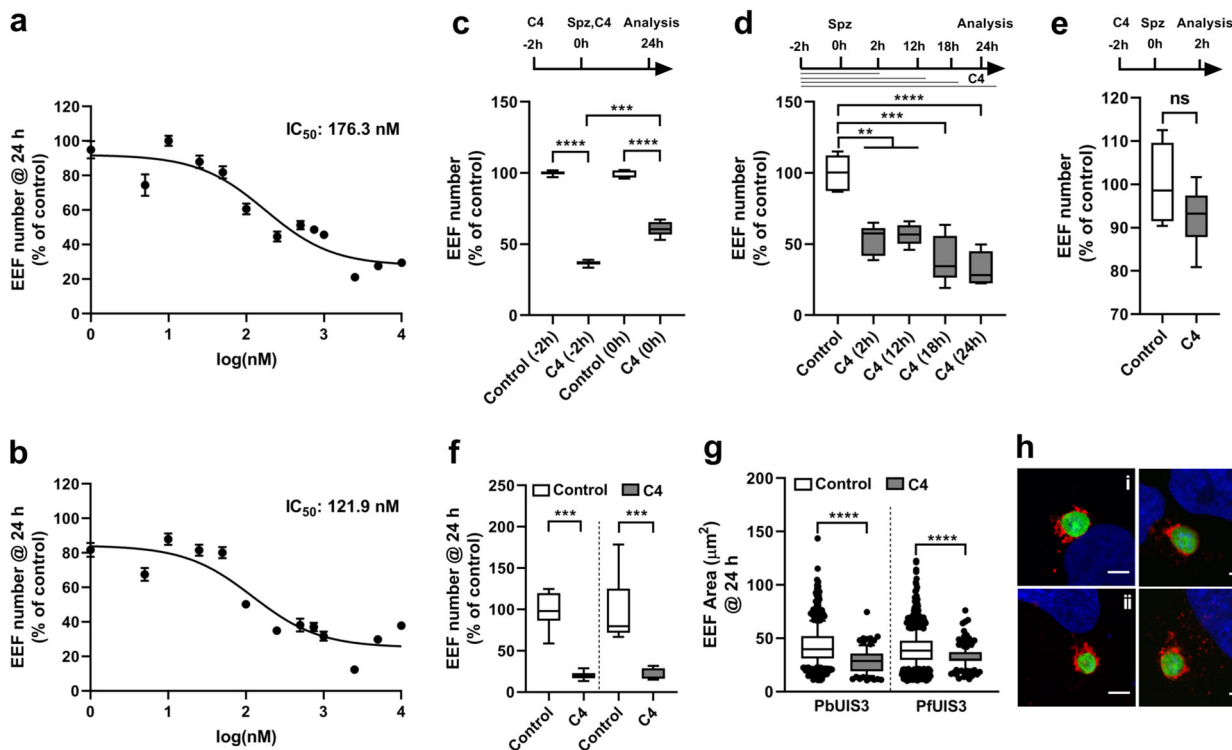 a
IC50: 176.3 nM
EEF number @ 24 h
(% of control)
120
100
80
60
40
20
0
0 1 2 3 4
log(nM)
b
IC50: 121.9 nM
EEF number @ 24 h
(% of control)
120
100
80
60
40
20
0
0 1 2 3 4
log(nM)
c
C4 Spz,C4 Analysis
-2h 0h 24h
EEF number
(% of control)
150
100
50
0
***
**** ****
Control (-2h)
C4 (-2h)
Control (0h)
C4 (0h)
d
Spz Analysis
-2h 0h 2h 12h 18h 24h
C4
EEF number
(% of control)
150
100
50
0
****
***
**
Control
C4 (2h)
C4 (12h)
C4 (18h)
C4 (24h)
e
C4 Spz Analysis
-2h 0h 2h
EEF number
(% of control)
120
110
100
90
80
70
ns
Control
C4
f
EEF number @ 24 h
(% of control)
250
200
150
100
50
0
Control C4
*** ***
Control
C4
Control
C4
g
EEF Area (μm²)
@ 24 h
200
150
100
50
0
Control C4
****
****
PbUIS3 PfUIS3
h
i
ii